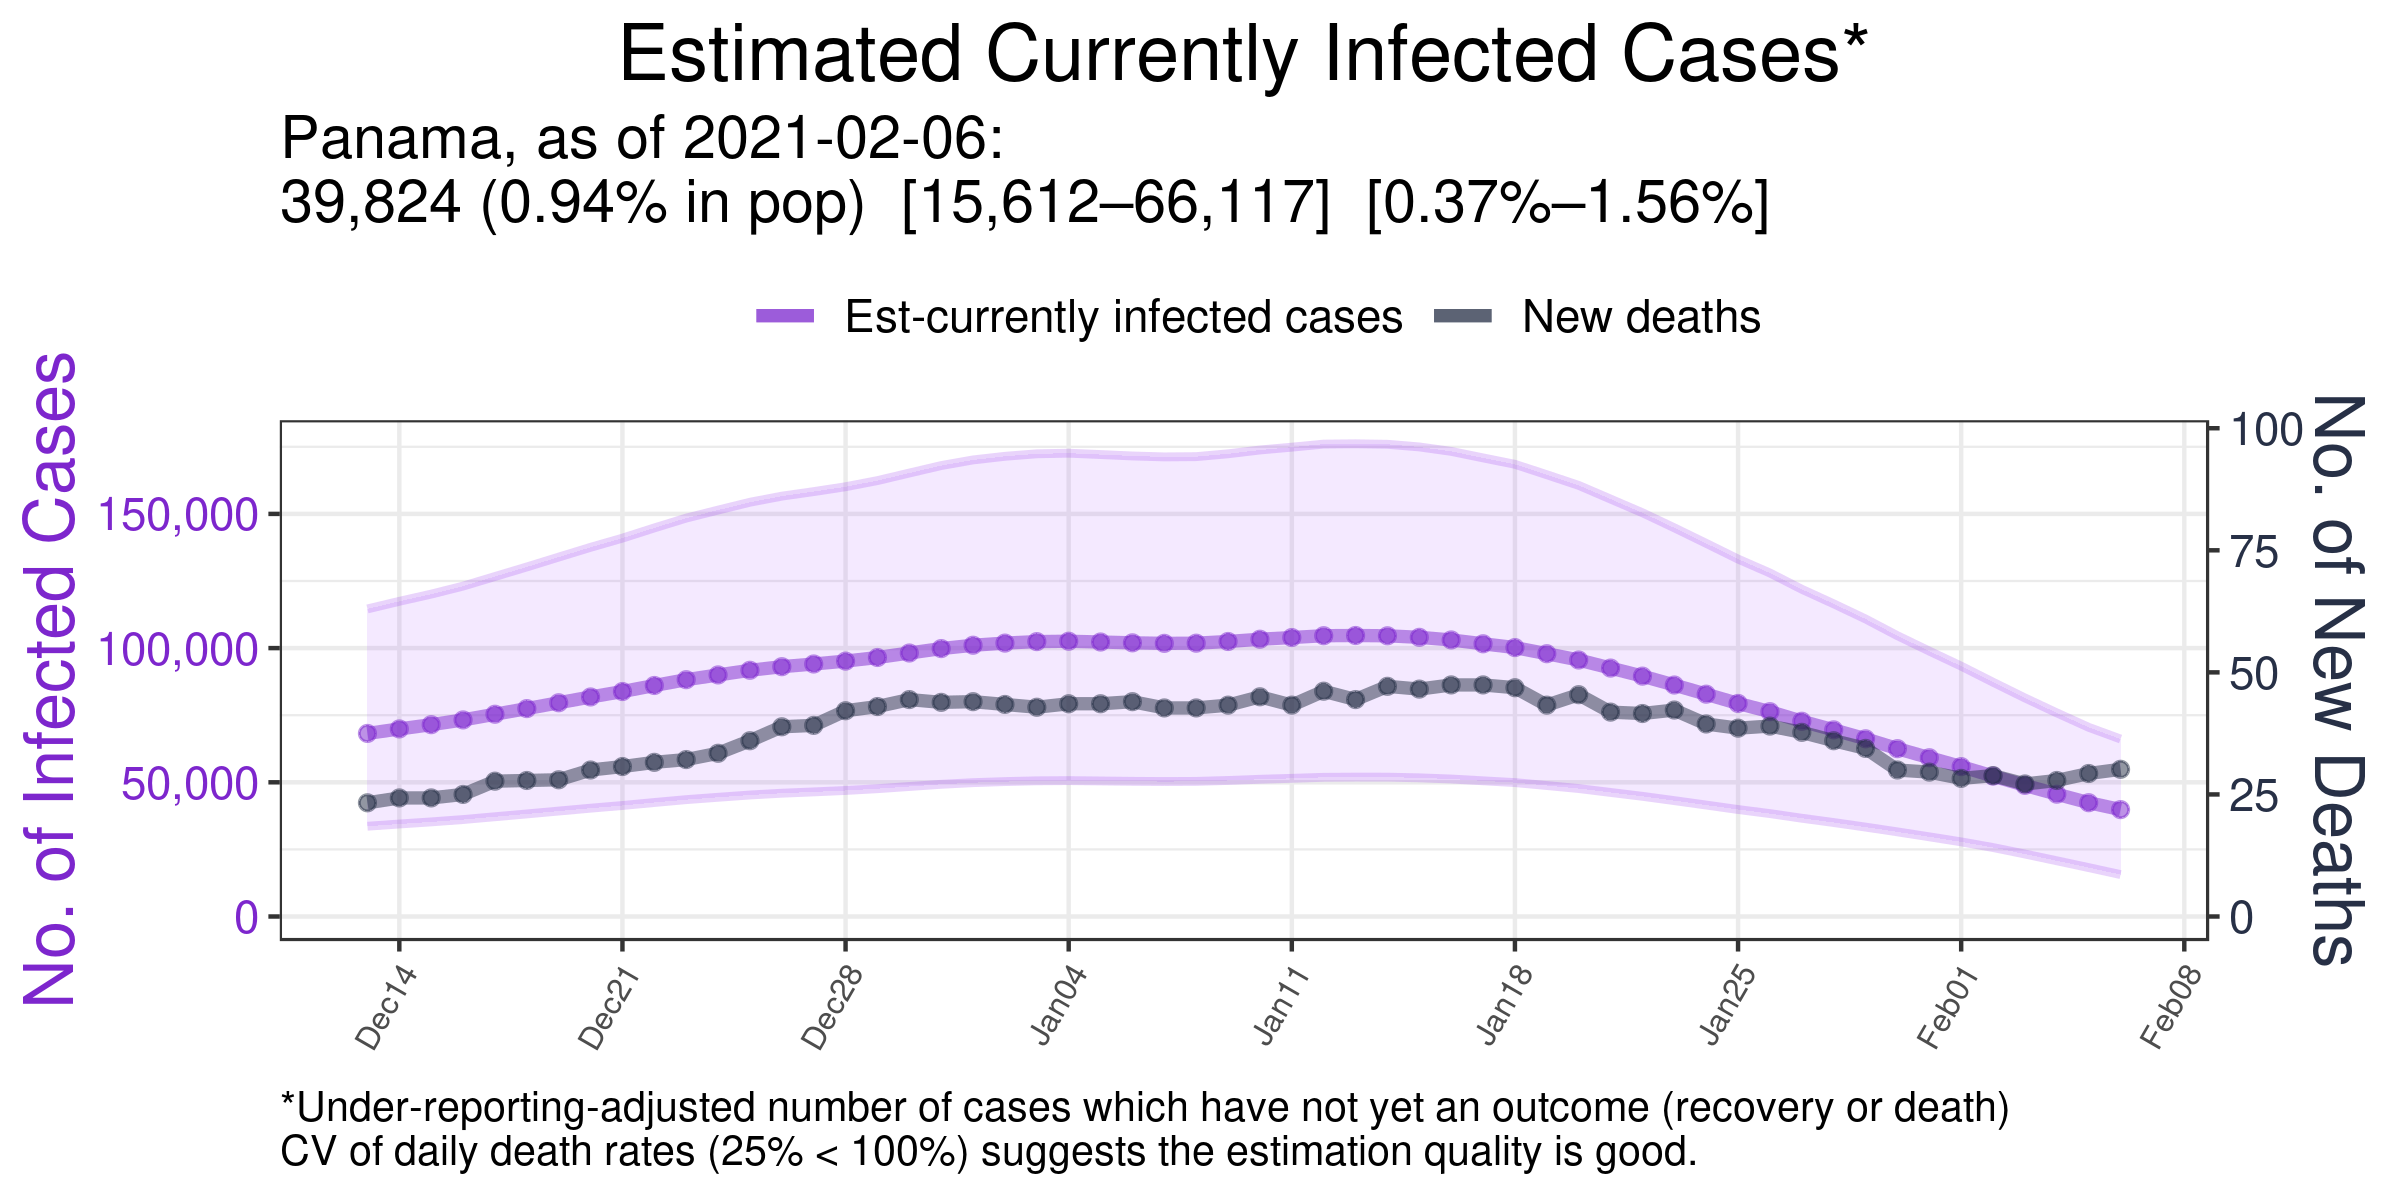 Estimated Currently Infected Cases*
Panama, as of 2021-02-06:
39,824 (0.94% in pop)  [15,612–66,117]  [0.37%–1.56%]
Est-currently infected cases
New deaths
No. of Infected Cases
150,000
100,000
50,000
0
100
75
50
25
0
No. of New Deaths
Dec14
Dec21
Dec28
Jan04
Jan11
Jan18
Jan25
Feb01
Feb08
*Under-reporting-adjusted number of cases which have not yet an outcome (recovery or death)
CV of daily death rates (25% < 100%) suggests the estimation quality is good.